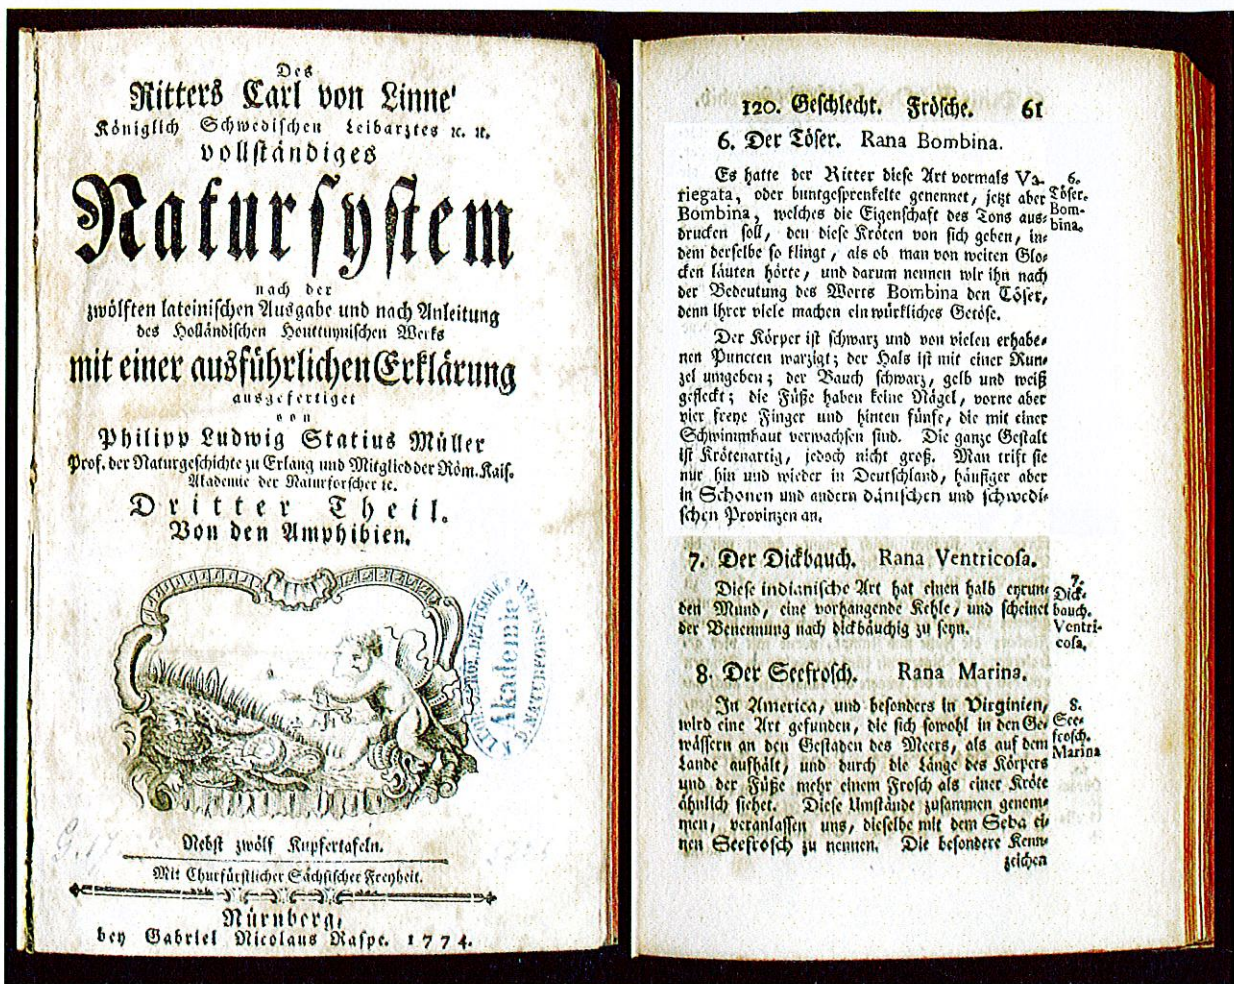 Des
Ritters Carl von Linne'
Königlich Schwedischen Leibarztes ꝛc. ꝛc.
vollständiges
Natursystem
nach der
zwölften lateinischen Ausgabe und nach Anleitung
des Holländischen Houttuynischen Werks
mit einer ausführlichen Erklärung
ausgefertiget
von
Philipp Ludwig Statius Müller
Prof. der Naturgeschichte zu Erlang und Mitglied der Röm. Kais.
Akademie der Naturforscher ꝛc.
Dritter Theil.
Von den Amphibien.
Akademie
Nebst zwölf Kupfertafeln.
Mit Churfürstlicher Sächsischer Freyheit.
Nürnberg,
bey Gabriel Nicolaus Raspe. 1774.
120. Geschlecht. Frösche. 61
6. Der Töser. Rana Bombina.
Es hatte der Ritter diese Art vormals Va-
riegata, oder buntgesprenkelte genennet, jetzt aber
Bombina, welches die Eigenschaft des Tons aus-
drucken soll, den diese Kröten von sich geben, in-
dem derselbe so klingt, als ob man von weiten Glo-
cken läuten hörte, und darum nennen wir ihn nach
der Bedeutung des Worts Bombina den Töser,
denn ihrer viele machen ein würkliches Getöse.
6.
Töser.
Bom-
bina.
Der Körper ist schwarz und von vielen erhabe-
nen Puncten warzigt; der Hals ist mit einer Run-
zel umgeben; der Bauch schwarz, gelb und weiß
gefleckt; die Füße haben keine Nägel, vorne aber
vier freye Finger und hinten fünfe, die mit einer
Schwimmhaut verwachsen sind. Die ganze Gestalt
ist Krötenartig, jedoch nicht groß. Man trift sie
nur hin und wieder in Deutschland, häufiger aber
in Schonen und andern dänischen und schwedi-
schen Provinzen an.
7. Der Dickbauch. Rana Ventricosa.
Diese indianische Art hat einen halb eyrun-
den Mund, eine vorhangende Kehle, und scheinet
der Benennung nach dickbäuchig zu seyn.
7.
Dick-
bauch.
Ventri-
cosa.
8. Der Seefrosch. Rana Marina.
In America, und besonders in Virginien,
wird eine Art gefunden, die sich sowohl in den Ge-
wässern an den Gestaden des Meers, als auf dem
Lande aufhält, und durch die Länge des Körpers
und der Füße mehr einem Frosch als einer Kröte
ähnlich siehet. Diese Umstände zusammen genom-
men, veranlassen uns, dieselbe mit dem Seba ei-
nen Seefrosch zu nennen. Die besondere Kenn-
zeichen
8.
See-
frosch.
Marina